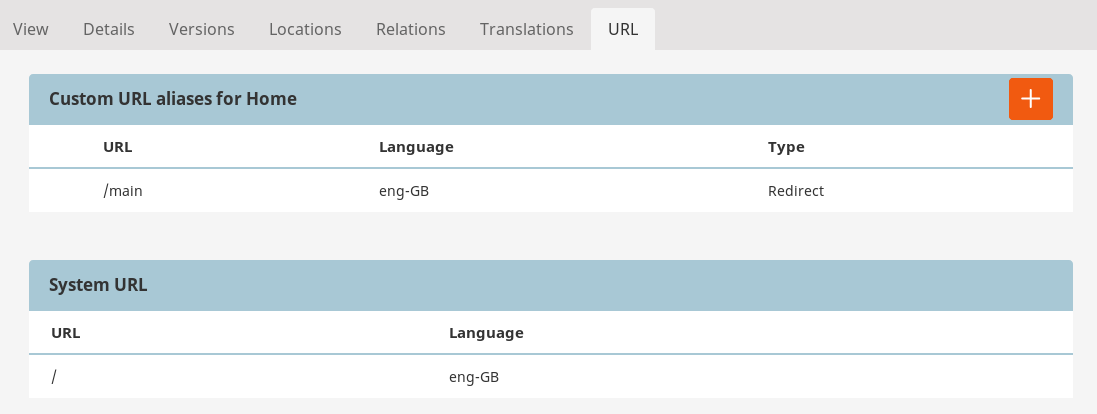 View Details Versions Locations Relations Translations URL
Custom URL aliases for Home
URL Language Type
/main eng-GB Redirect
System URL
URL Language
/ eng-GB